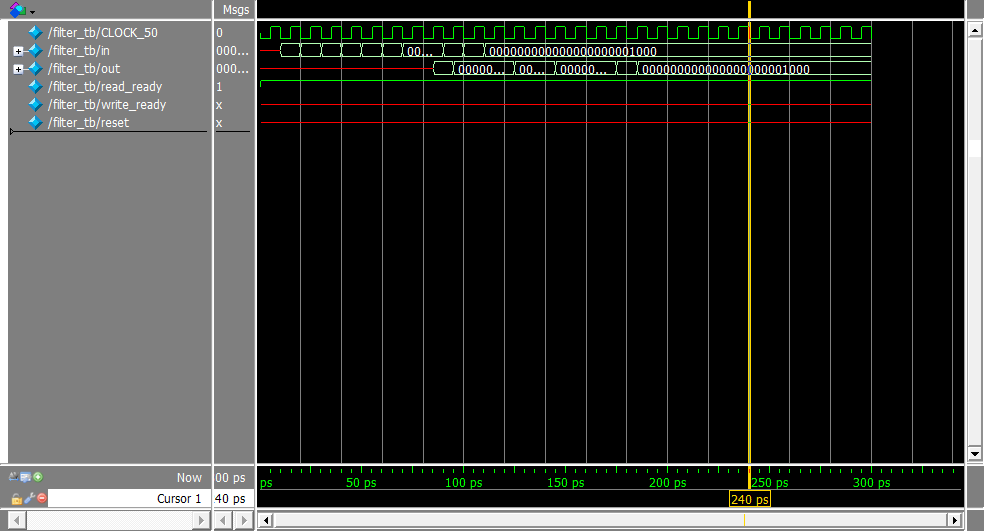 Msgs
/filter_tb/CLOCK_50 0
/filter_tb/in 000... 00... 000000000000000000001000
/filter_tb/out 000... 00000... 00... 00000... 000000000000000000001000
/filter_tb/read_ready 1
/filter_tb/write_ready x
/filter_tb/reset x
Now 00 ps ps 50 ps 100 ps 150 ps 200 ps 250 ps 300 ps
Cursor 1 40 ps 240 ps